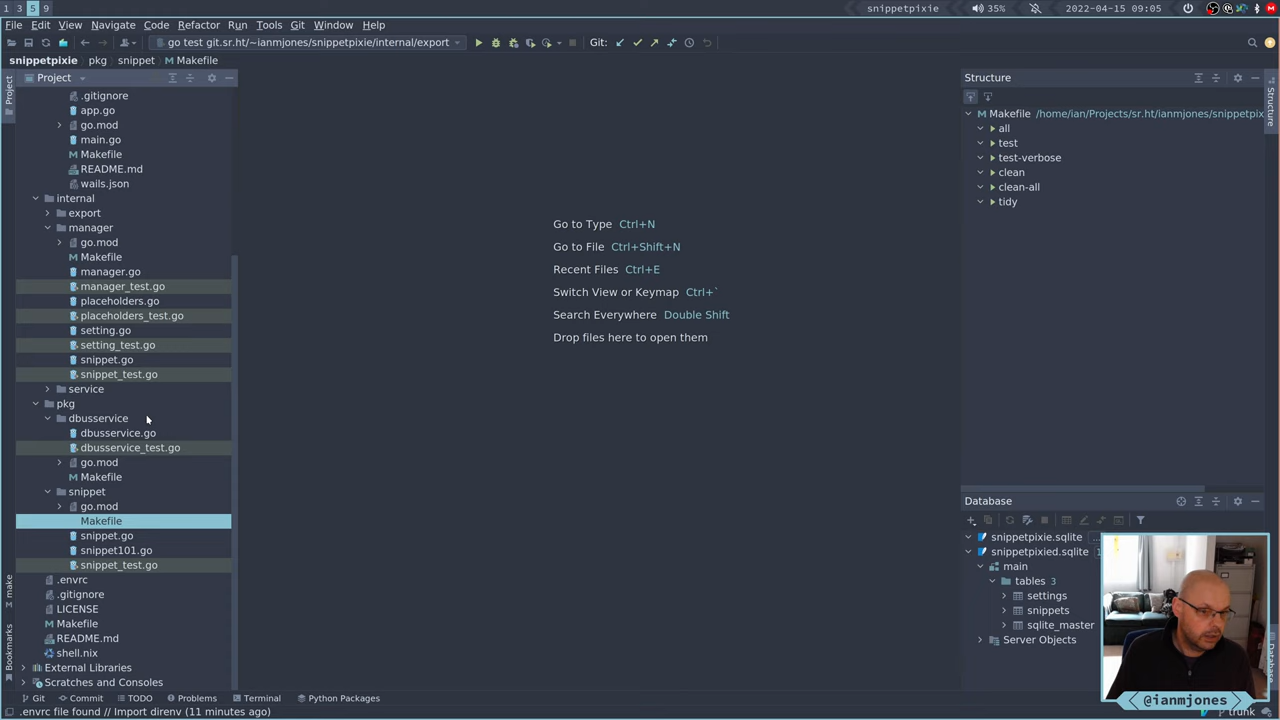 1 3 5 9
snippetpixie
35%
2022-04-15 09:05
File Edit View Navigate Code Refactor Run Tools Git Window Help
go test git.sr.ht/~ianmjones/snippetpixie/internal/export
Git:
snippetpixie pkg snippet Makefile
Project
Project
.gitignore
app.go
go.mod
main.go
Makefile
README.md
wails.json
internal
export
manager
go.mod
Makefile
manager.go
manager_test.go
placeholders.go
placeholders_test.go
setting.go
setting_test.go
snippet.go
snippet_test.go
service
pkg
dbusservice
dbusservice.go
dbusservice_test.go
go.mod
Makefile
snippet
go.mod
Makefile
snippet.go
snippet101.go
snippet_test.go
.envrc
.gitignore
LICENSE
Makefile
README.md
shell.nix
External Libraries
Scratches and Consoles
make
Bookmarks
Go to Type Ctrl+N
Go to File Ctrl+Shift+N
Recent Files Ctrl+E
Switch View or Keymap Ctrl+`
Search Everywhere Double Shift
Drop files here to open them
Structure
Structure
Makefile /home/ian/Projects/sr.ht/ianmjones/snippetpix
all
test
test-verbose
clean
clean-all
tidy
Database
snippetpixie.sqlite ...
snippetpixied.sqlite 1
main
tables 3
settings
snippets
sqlite_master
Server Objects
Database
@ianmjones
Git Commit TODO Problems Terminal Python Packages
.envrc file found // Import direnv (11 minutes ago)
trunk